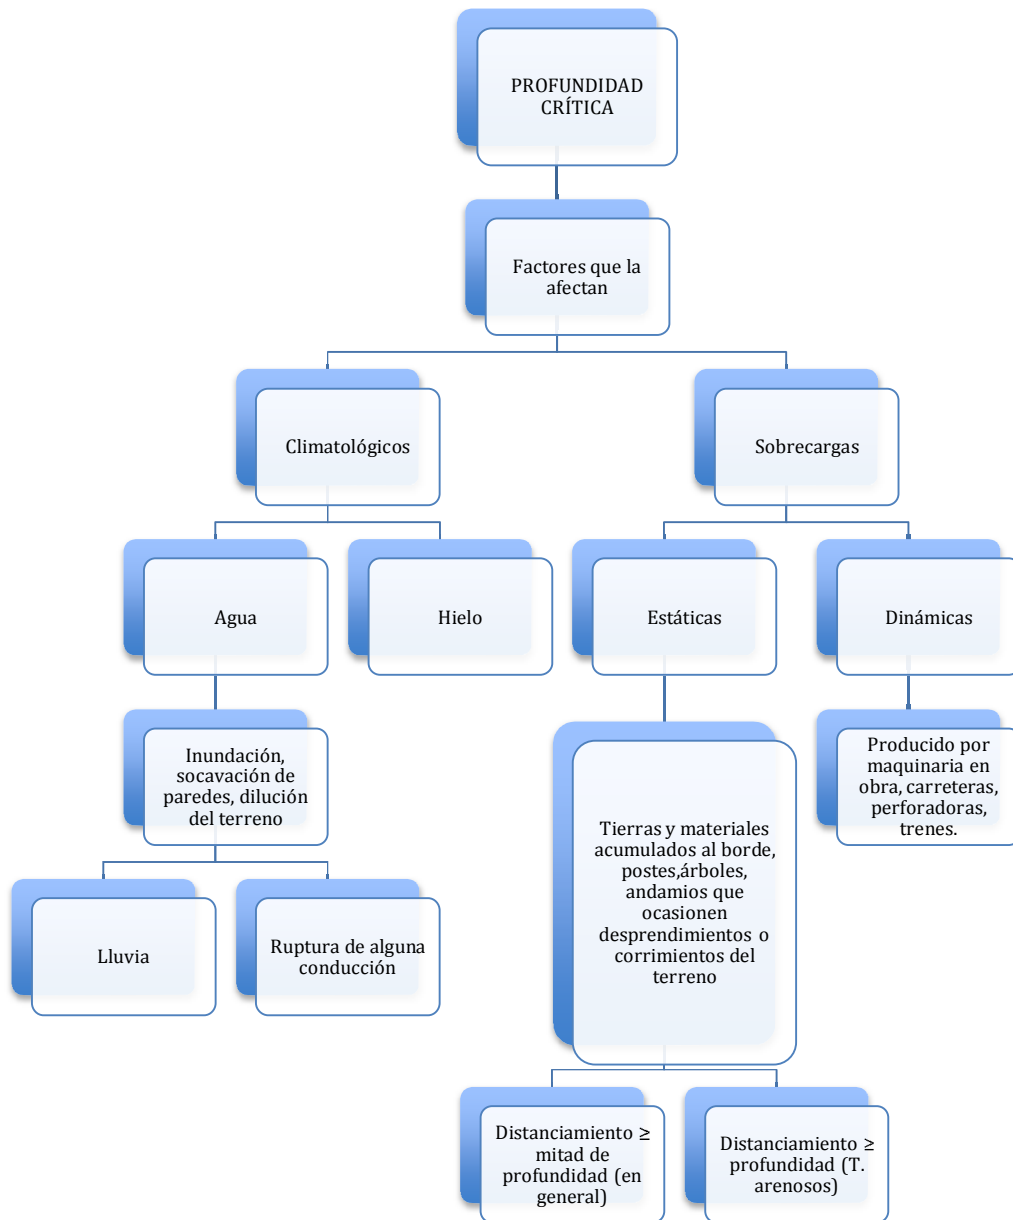 PROFUNDIDAD
CRÍTICA
Factores que la
afectan
Climatológicos
Sobrecargas
Agua
Hielo
Estáticas
Dinámicas
Inundación,
socavación de
paredes, dilución
del terreno
Tierras y materiales
acumulados al borde,
postes,árboles,
andamios que
ocasionen
desprendimientos o
corrimientos del
terreno
Producido por
maquinaria en
obra, carreteras,
perforadoras,
trenes.
Lluvia
Ruptura de alguna
conducción
Distanciamiento ≥
mitad de
profundidad (en
general)
Distanciamiento ≥
profundidad (T.
arenosos)